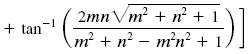 + tan⁻¹ ( 2mn√(m² + n² + 1) / (m² + n² − m²n² + 1) ) ]